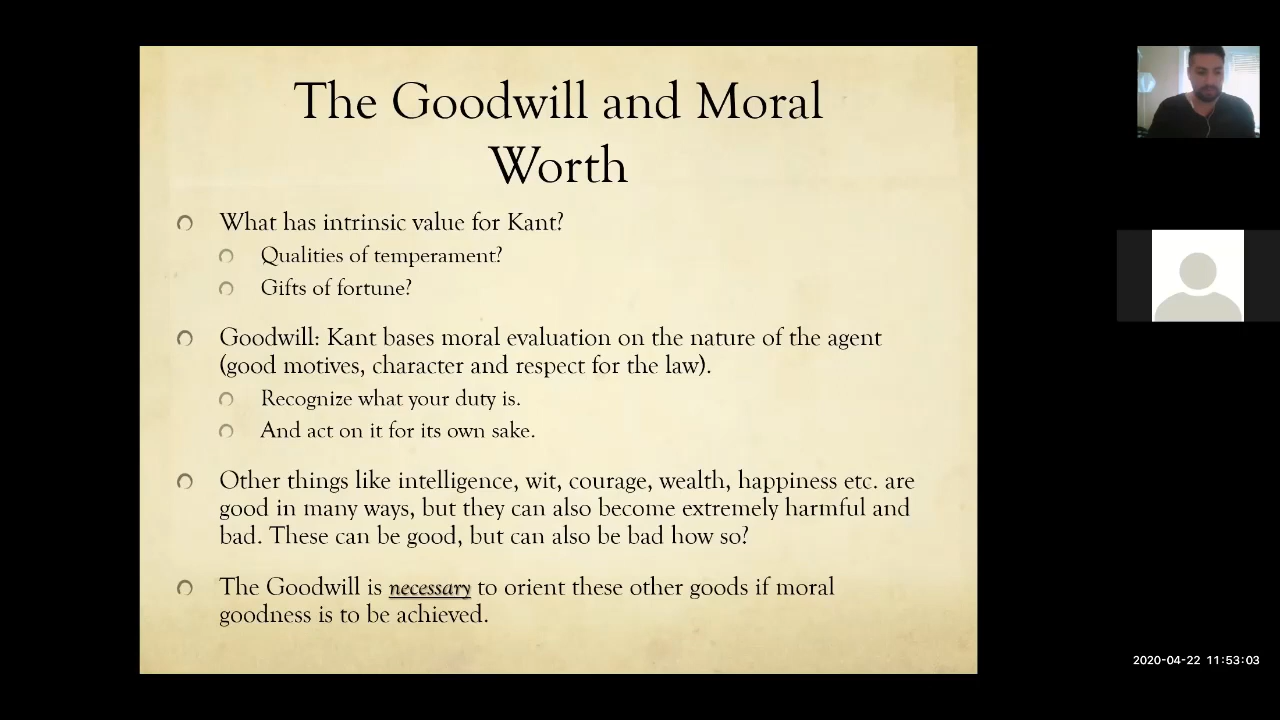 The Goodwill and Moral
Worth
What has intrinsic value for Kant?
Qualities of temperament?
Gifts of fortune?
Goodwill: Kant bases moral evaluation on the nature of the agent
(good motives, character and respect for the law).
Recognize what your duty is.
And act on it for its own sake.
Other things like intelligence, wit, courage, wealth, happiness etc. are
good in many ways, but they can also become extremely harmful and
bad. These can be good, but can also be bad how so?
The Goodwill is necessary to orient these other goods if moral
goodness is to be achieved.
2020-04-22 11:53:03